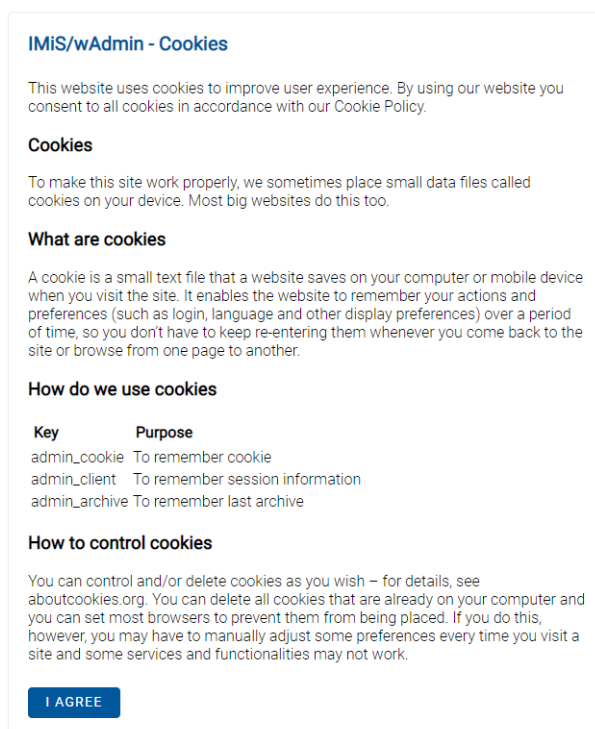 IMiS/wAdmin - Cookies
This website uses cookies to improve user experience. By using our website you
consent to all cookies in accordance with our Cookie Policy.
Cookies
To make this site work properly, we sometimes place small data files called
cookies on your device. Most big websites do this too.
What are cookies
A cookie is a small text file that a website saves on your computer or mobile device
when you visit the site. It enables the website to remember your actions and
preferences (such as login, language and other display preferences) over a period
of time, so you don't have to keep re-entering them whenever you come back to the
site or browse from one page to another.
How do we use cookies
Key Purpose
admin_cookie To remember cookie
admin_client To remember session information
admin_archive To remember last archive
How to control cookies
You can control and/or delete cookies as you wish – for details, see
aboutcookies.org. You can delete all cookies that are already on your computer and
you can set most browsers to prevent them from being placed. If you do this,
however, you may have to manually adjust some preferences every time you visit a
site and some services and functionalities may not work.
I AGREE